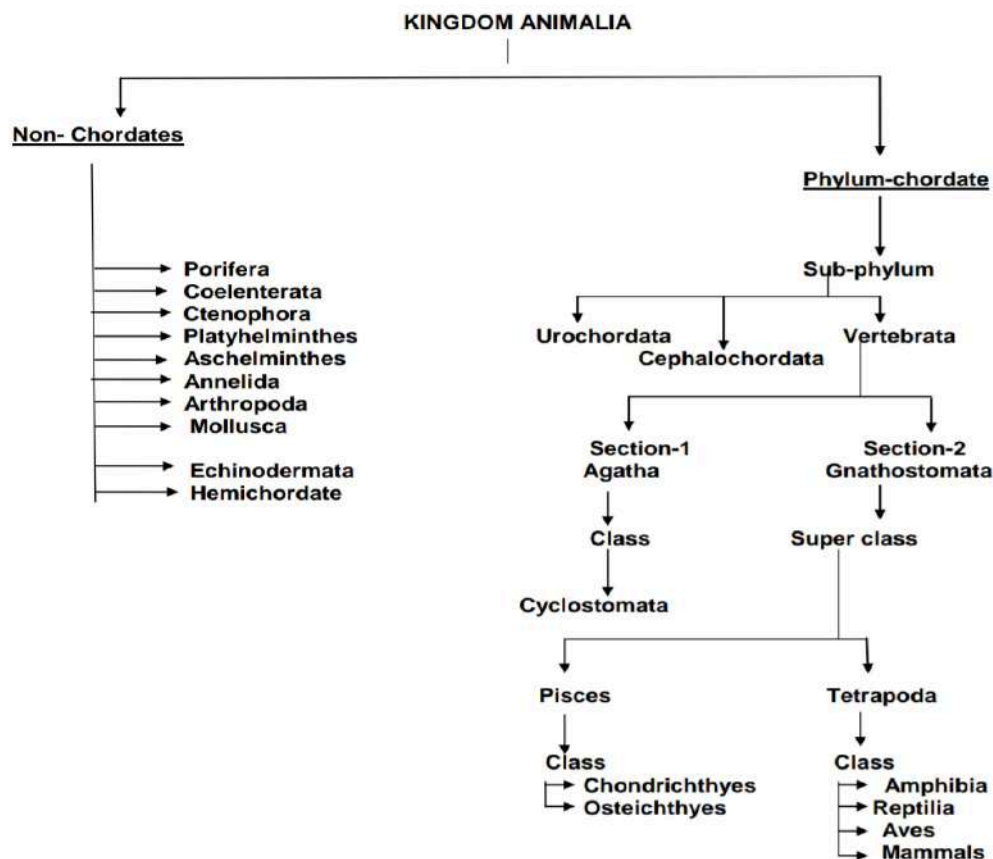 KINGDOM ANIMALIA
Non- Chordates
Porifera
Coelenterata
Ctenophora
Platyhelminthes
Aschelminthes
Annelida
Arthropoda
Mollusca
Echinodermata
Hemichordate
Phylum-chordate
Sub-phylum
Urochordata
Cephalochordata
Vertebrata
Section-1
Agatha
Class
Cyclostomata
Section-2
Gnathostomata
Super class
Pisces
Class
Chondrichthyes
Osteichthyes
Tetrapoda
Class
Amphibia
Reptilia
Aves
Mammals